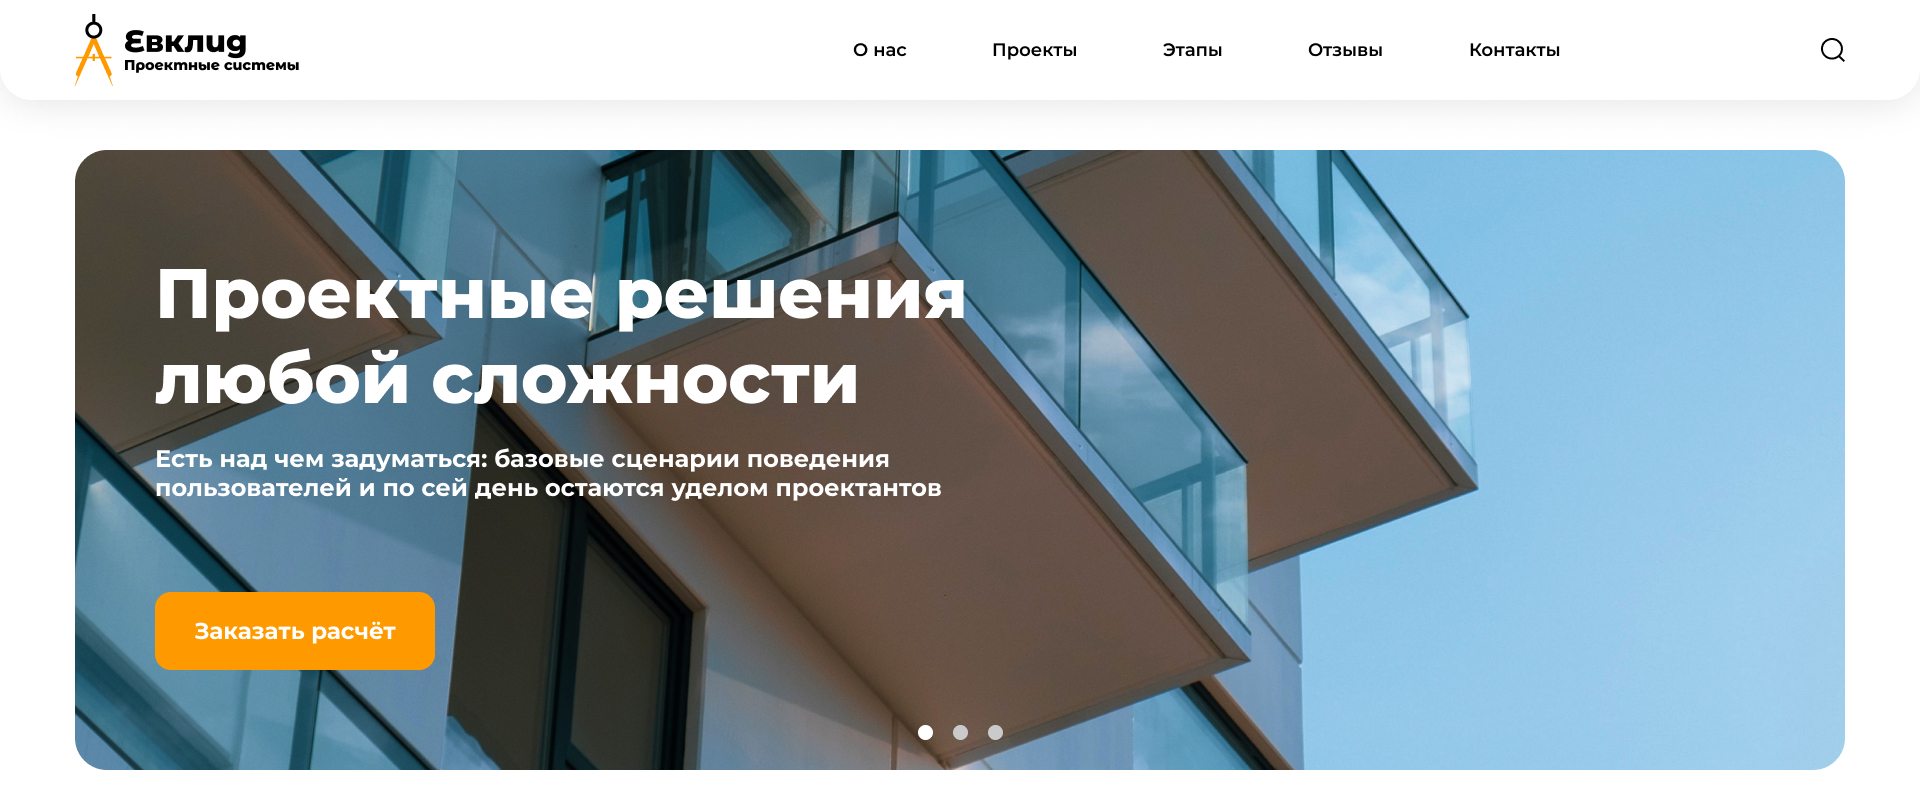 Евклид
Проектные системы
О нас
Проекты
Этапы
Отзывы
Контакты
Проектные решения
любой сложности
Есть над чем задуматься: базовые сценарии поведения
пользователей и по сей день остаются уделом проектантов
Заказать расчёт